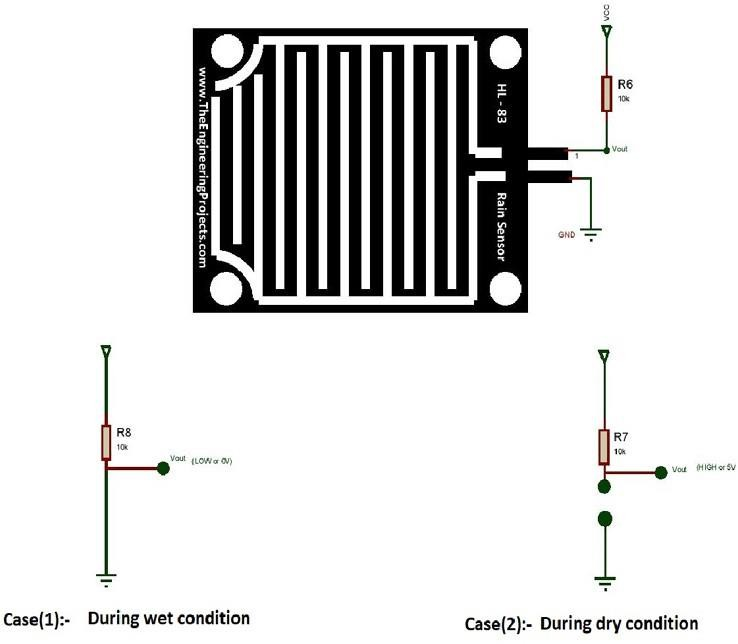 VCC
R6
10k
www.TheEngineeringProjects.com
HL - 83
1
Vout
Rain Sensor
GND
R8
10k
Vout (LOW or 0V)
R7
10k
Vout (HIGH or 5V
Case(1):- During wet condition
Case(2):- During dry condition